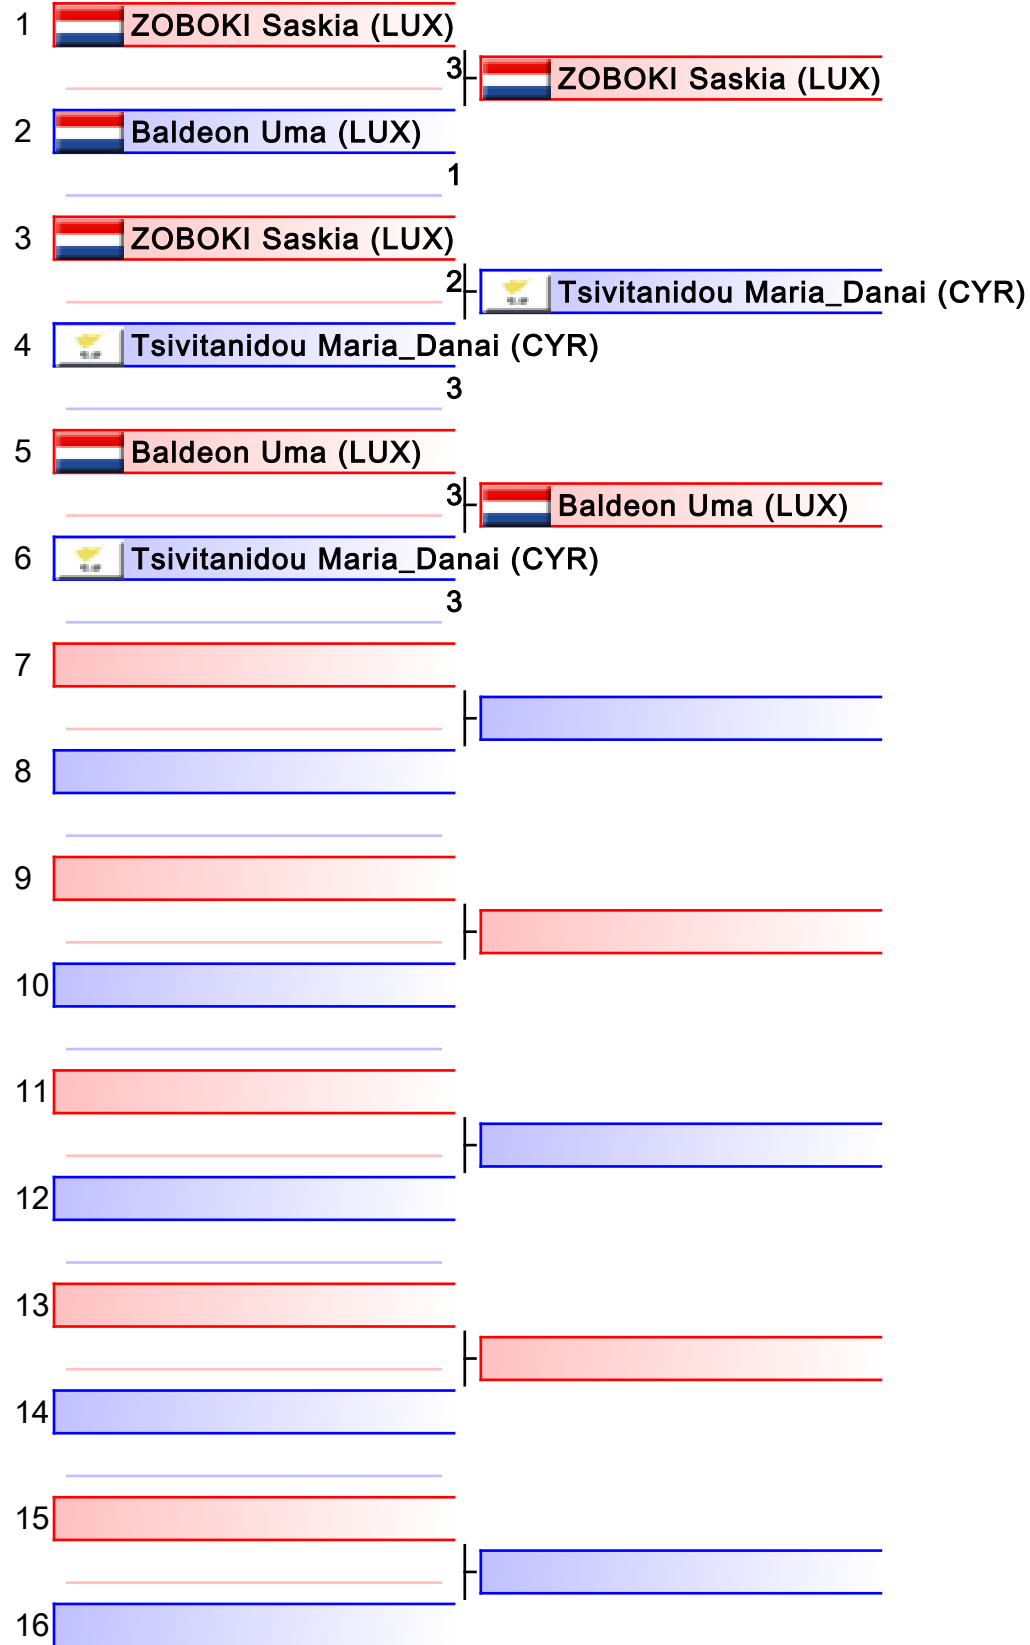 1 ZOBOKI Saskia (LUX)
3 ZOBOKI Saskia (LUX)
2 Baldeon Uma (LUX)
1
3 ZOBOKI Saskia (LUX)
2 Tsivitanidou Maria_Danai (CYR)
4 Tsivitanidou Maria_Danai (CYR)
3
5 Baldeon Uma (LUX)
3 Baldeon Uma (LUX)
6 Tsivitanidou Maria_Danai (CYR)
3
7
8
9
10
11
12
13
14
15
16